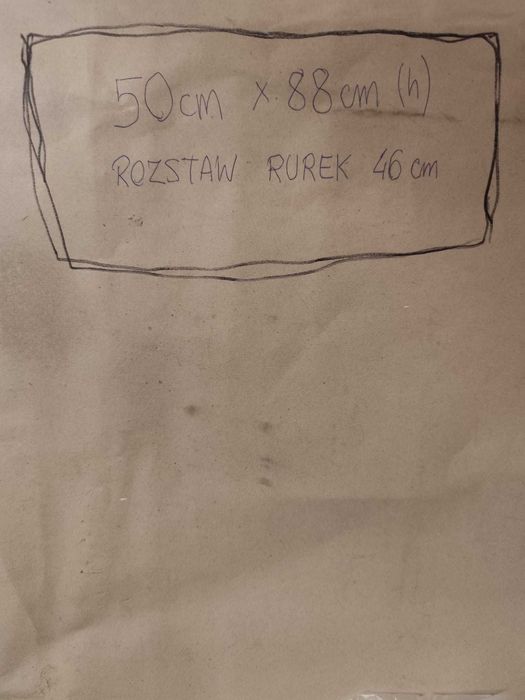 50cm x 88cm (h)
ROZSTAW RUREK 46 cm